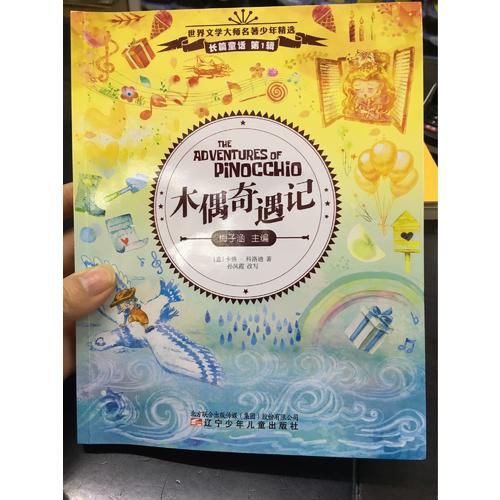 世界文学大师名著少年精选
长篇童话 第1辑
THE
ADVENTURES OF
PINOCCHIO
木偶奇遇记
梅子涵 主编
[意] 卡洛·科洛迪 著
孙凤霞 改写
北方联合出版传媒（集团）股份有限公司
辽宁少年儿童出版社